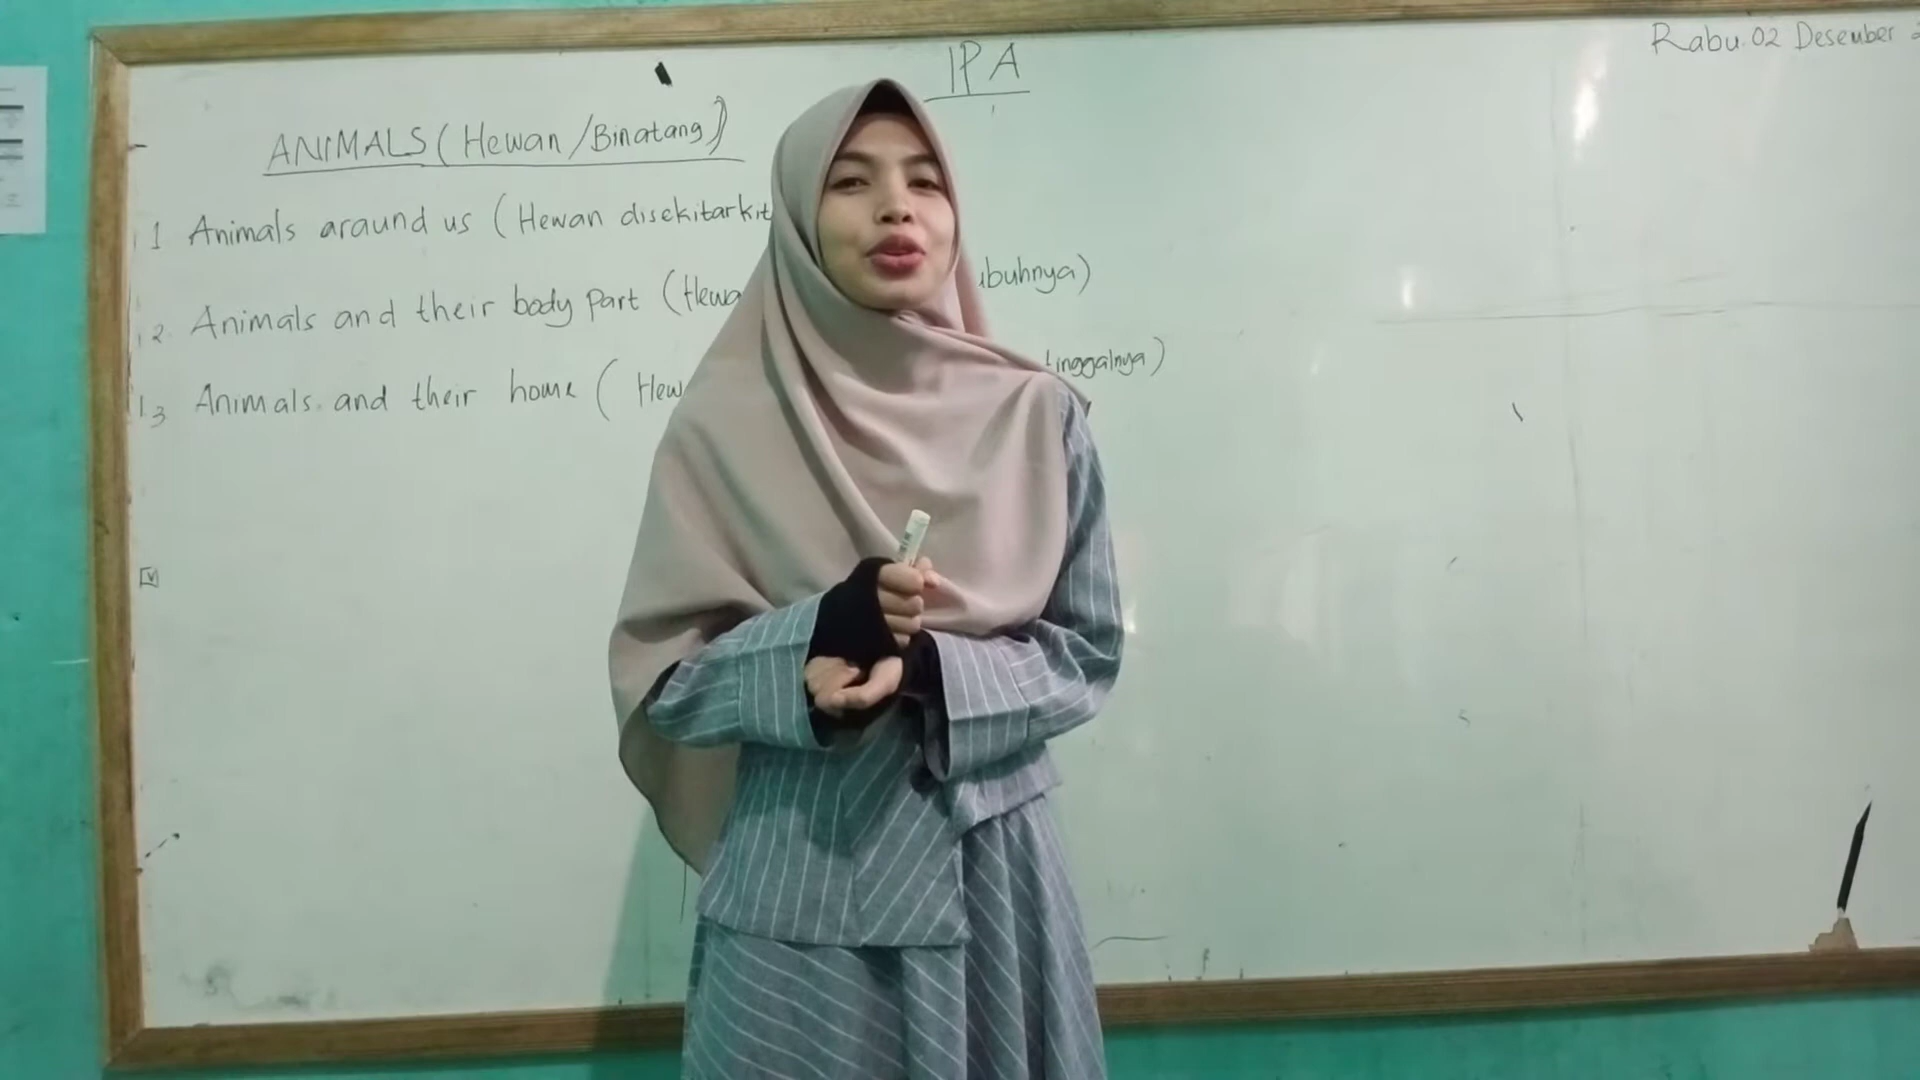 IPA
Rabu. 02 Desember
ANIMALS (Hewan/Binatang)
1 Animals araund us (Hewan disekitarkit
2. Animals and their body part (Hewa ubuhnya)
3 Animals and their home ( Hew tinggalnya)